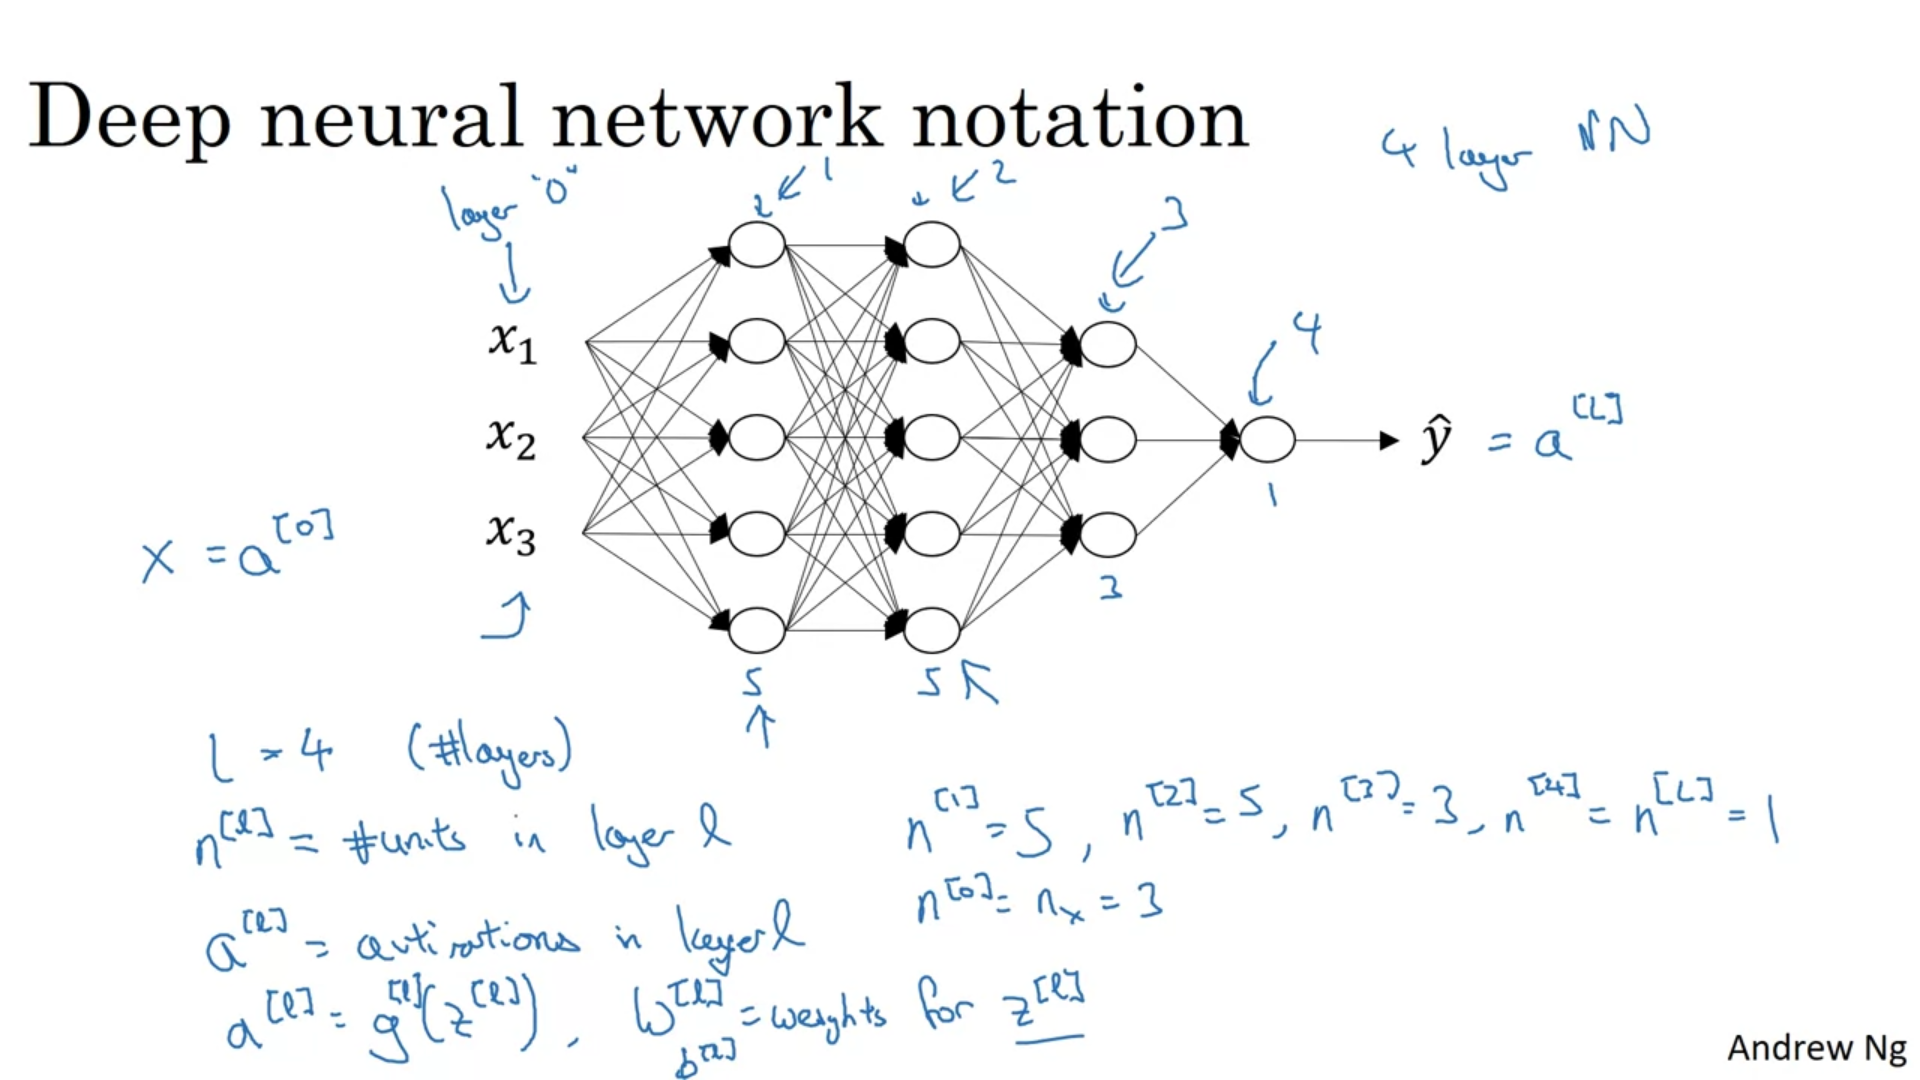 Deep neural network notation
4 layer NN
layer "0"
1
2
3
4
x₁
x₂
x₃
X = a^[0]
ŷ = a^[L]
5
5
3
1
L = 4 (#layers)
n^[l] = #units in layer l
n^[1] = 5, n^[2] = 5, n^[3] = 3, n^[4] = n^[L] = 1
n^[0] = nₓ = 3
a^[l] = activations in layer l
a^[l] = g^[l](z^[l]), W^[l] = weights for z^[l]
b^[l]
Andrew Ng